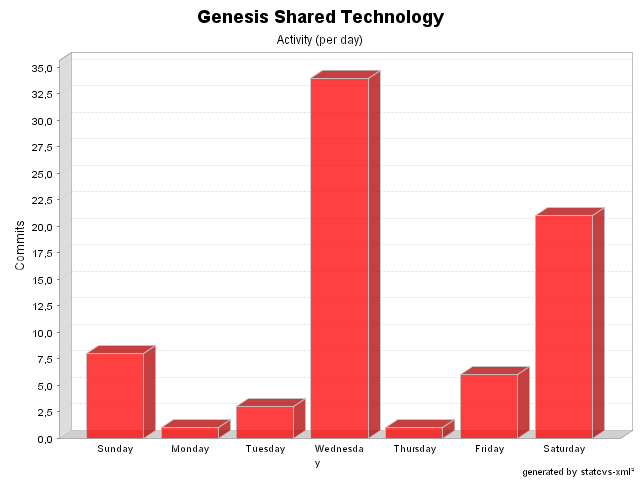 Genesis Shared Technology
Activity (per day)
35,0
32,5
30,0
27,5
25,0
22,5
20,0
17,5
15,0
12,5
10,0
7,5
5,0
2,5
0,0
Commits
Sunday Monday Tuesday Wednesda Thursday Friday Saturday
y
generated by statcvs-xml²